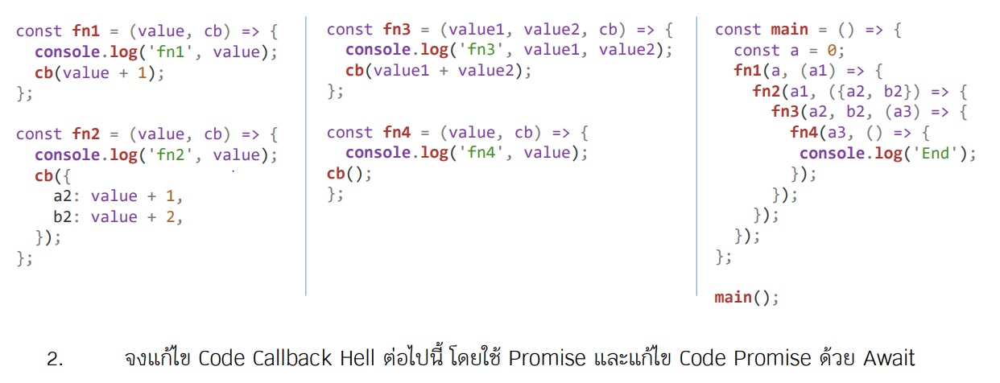 const fn1 = (value, cb) => {
  console.log('fn1', value);
  cb(value + 1);
};

const fn2 = (value, cb) => {
  console.log('fn2', value);
  cb({
    a2: value + 1,
    b2: value + 2,
  });
};

const fn3 = (value1, value2, cb) => {
  console.log('fn3', value1, value2);
  cb(value1 + value2);
};

const fn4 = (value, cb) => {
  console.log('fn4', value);
cb();
};

const main = () => {
  const a = 0;
  fn1(a, (a1) => {
    fn2(a1, ({a2, b2}) => {
      fn3(a2, b2, (a3) => {
        fn4(a3, () => {
         console.log('End');
        });
      });
    });
  });
};

main();

2. จงแก้ไข Code Callback Hell ต่อไปนี้ โดยใช้ Promise และแก้ไข Code Promise ด้วย Await